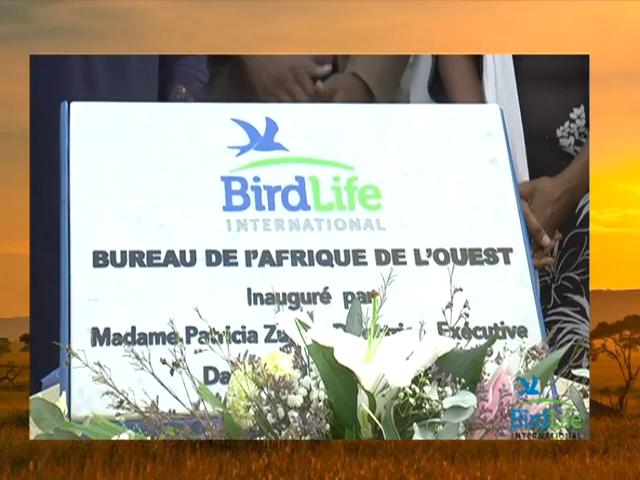 BirdLife
INTERNATIONAL
BUREAU DE l'AFRIQUE DE L'OUEST
Inauguré par
Madame Patricia Exécutive
BirdLife
INTERNATIONAL